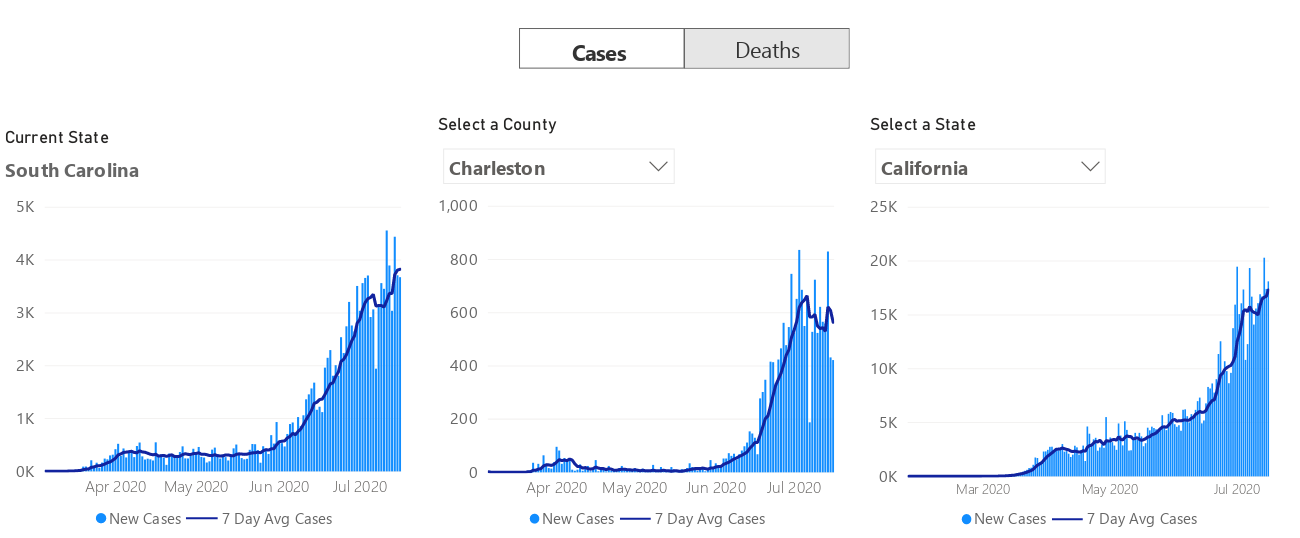 Cases Deaths
Current State
South Carolina
5K
4K
3K
2K
1K
0K
Apr 2020 May 2020 Jun 2020 Jul 2020
New Cases 7 Day Avg Cases
Select a County
Charleston
1,000
800
600
400
200
0
Apr 2020 May 2020 Jun 2020 Jul 2020
New Cases 7 Day Avg Cases
Select a State
California
25K
20K
15K
10K
5K
0K
Mar 2020 May 2020 Jul 2020
New Cases 7 Day Avg Cases